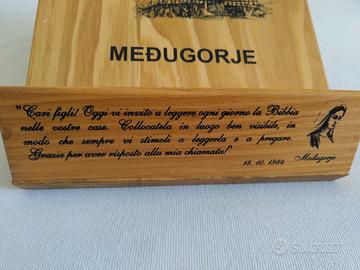 MEĐUGORJE
"Cari figli! Oggi vi invito a leggere ogni giorno la Bibbia
nelle vostre case. Collocatela in luogo ben visibile, in
modo che sempre vi stimoli a leggerla e a pregare.
Grazie per aver risposto alla mia chiamata!"
18. 10. 1984
Međugorje
subito